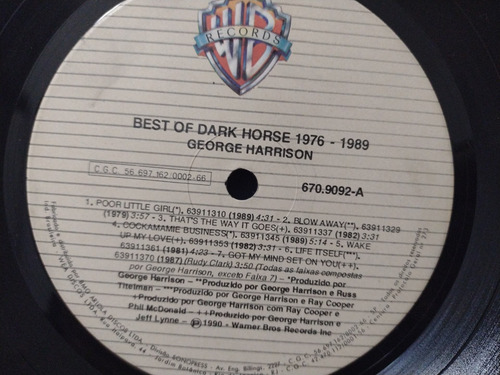 WB
RECORDS
BEST OF DARK HORSE 1976 - 1989
GEORGE HARRISON
C.G.C. 56.697.162/0002-66
670.9092-A
1. POOR LITTLE GIRL(*), 63911310 (1989) 4:31 - 2. BLOW AWAY(**), 63911329
(1979) 3:57 - 3. THAT'S THE WAY IT GOES(+), 63911337 (1982) 3:31
4. COCKAMAMIE BUSINESS(*), 63911345 (1989) 5:14 - 5. WAKE
UP MY LOVE(+), 63911353 (1982) 3:31 - 6. LIFE ITSELF(***),
63911361 (1981) 4:23 - 7. GOT MY MIND SET ON YOU(++),
63911370 (1987) (Rudy Clark) 3:50 (Todas as faixas compostas
por George Harrison, exceto Faixa 7) - *Produzido por
George Harrison - **Produzido por George Harrison e Russ
Titelman - ***Produzido por George Harrison e Ray Cooper
+Produzido por George Harrison com Ray Cooper e
Phil McDonald - ++Produzido por George Harrison e
Jeff Lynne - ℗ 1990 - Warner Bros Records Inc